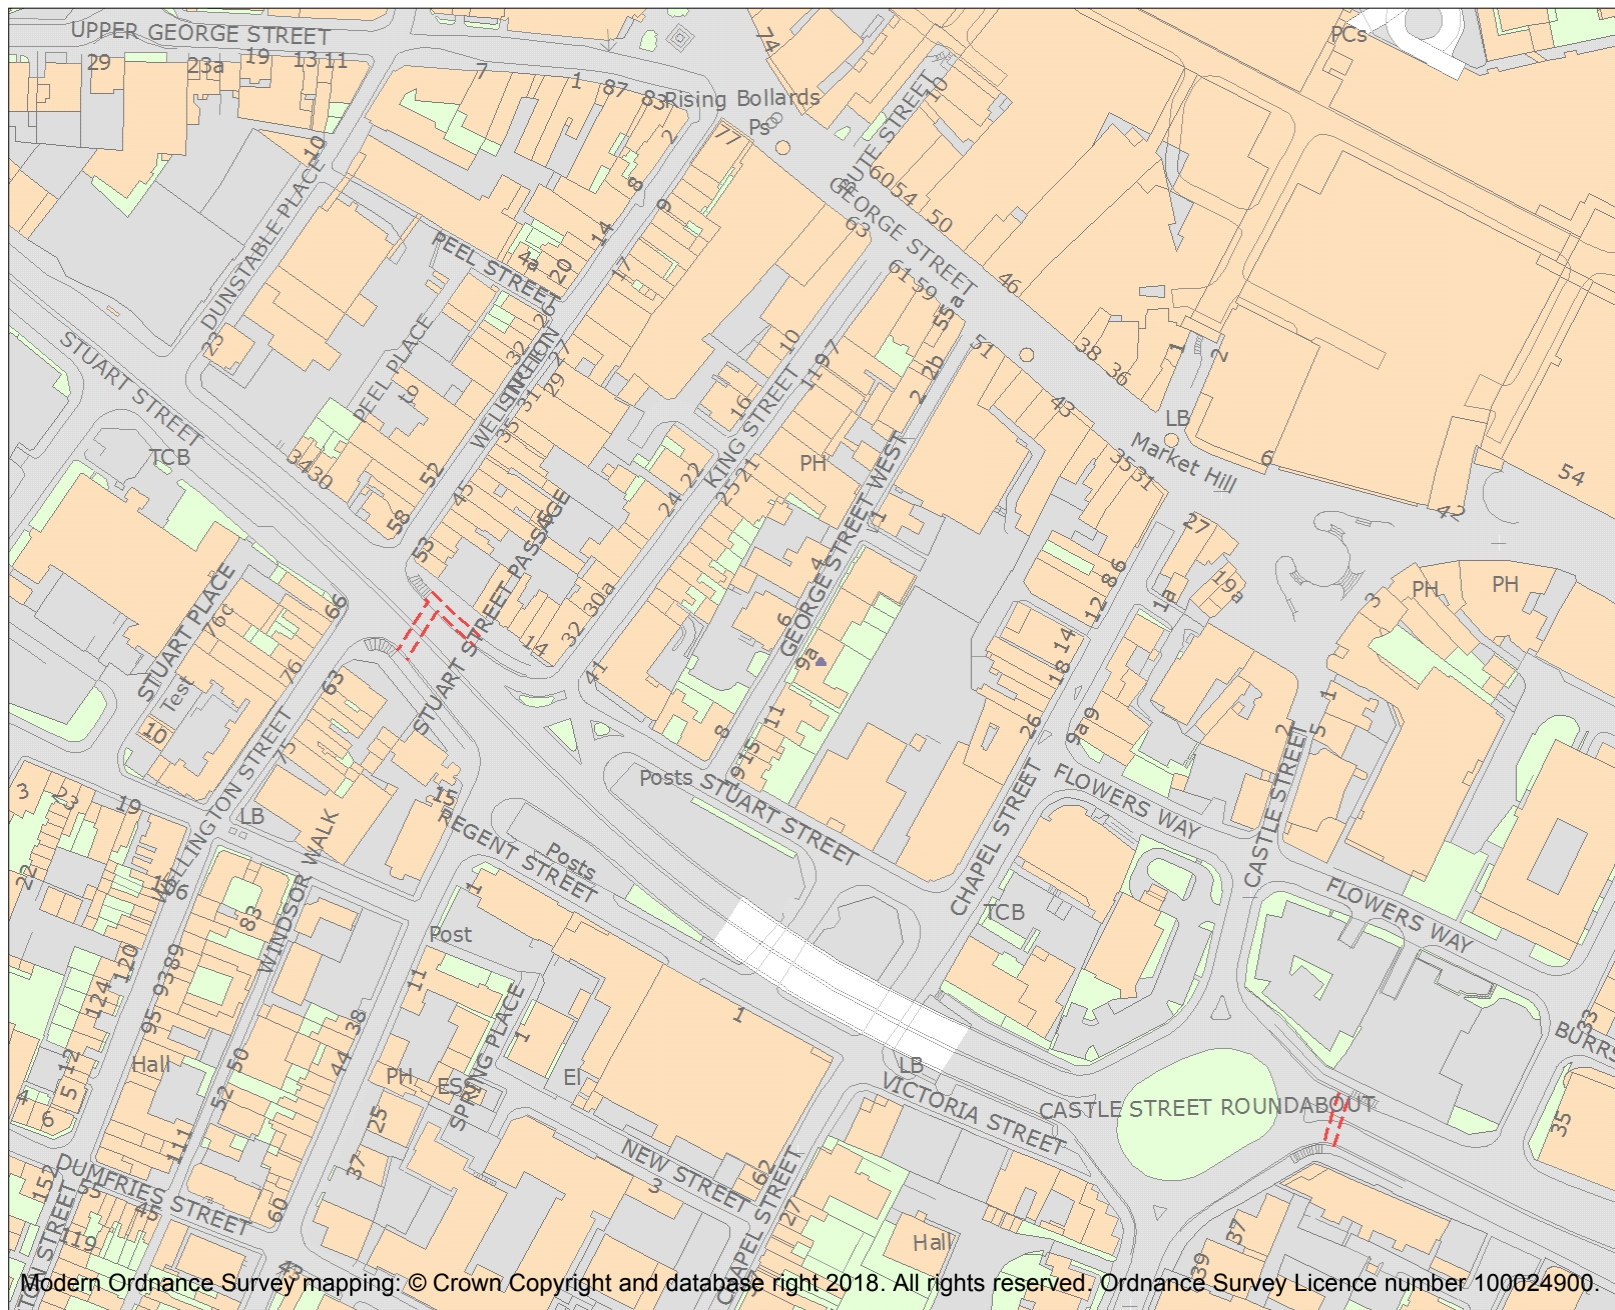 UPPER GEORGE STREET
PCs
74
29
23a
19
13
11
7
1
87
83
Rising Bollards
Ps
77
2
10
BUTE STREET
60
54
50
GEORGE STREET
63
10
DUNSTABLE PLACE
8
9
14
17
PEEL STREET
4a
20
26
61
59
55a
46
51
38
36
1
2
23
STUART STREET
PEEL PLACE
to
32
27
29
31
35
10
16
KING STREET
11
9
7
2b
2
43
LB
Market Hill
6
54
42
TCB
34
30
52
45
58
53
22
24
25
21
PH
35
31
27
19a
GEORGE STREET WEST
1
4
6
9a
8
6
12
14
18
1a
3
PH
PH
STUART PLACE
76c
66
76
Test
10
STUART STREET PASSAGE
14
32
30a
41
63
75
8
11
15
19
26
9
9a
1
5
2
Posts
STUART STREET
FLOWERS WAY
CASTLE STREET
CHAPEL STREET
3
23
19
LB
WELLINGTON STREET
WINDSOR WALK
15
REGENT STREET
Posts
22
83
1
Post
TCB
FLOWERS WAY
120
89
93
124
95
11
38
44
Hall
12
5
4
6
50
52
111
SPRING PLACE
1
PH
ESS
El
25
37
1
LB
VICTORIA STREET
CASTLE STREET ROUNDABOUT
33
35
DUMFRIES STREET
152
55
45
119
60
43
NEW STREET
3
62
CHAPEL STREET
27
Hall
37
39
Modern Ordnance Survey mapping: © Crown Copyright and database right 2018. All rights reserved. Ordnance Survey Licence number 100024900.